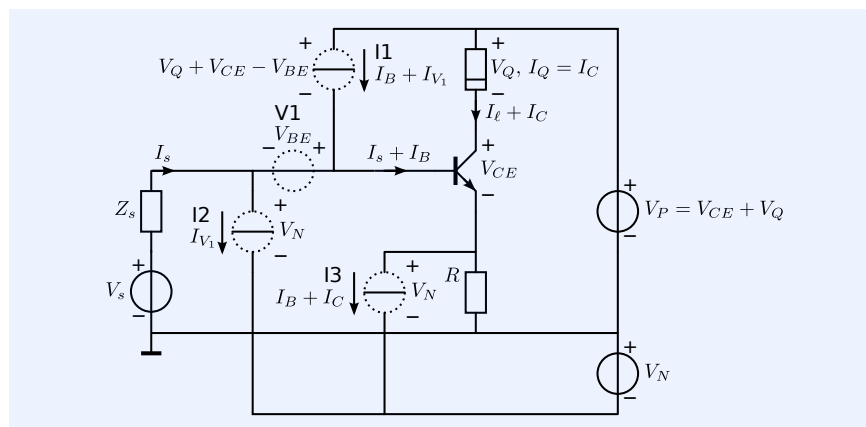 + + I1
V_Q + V_CE − V_BE I_B + I_V1 V_Q, I_Q = I_C
− −
V1 I_ℓ + I_C
V_BE
− +
I_s I_s + I_B + V_CE −
Z_s I2 + V_N
I_V1 −
+ V_P = V_CE + V_Q
−
+ V_s −
I3 + R
I_B + I_C V_N
−
+ V_N
−